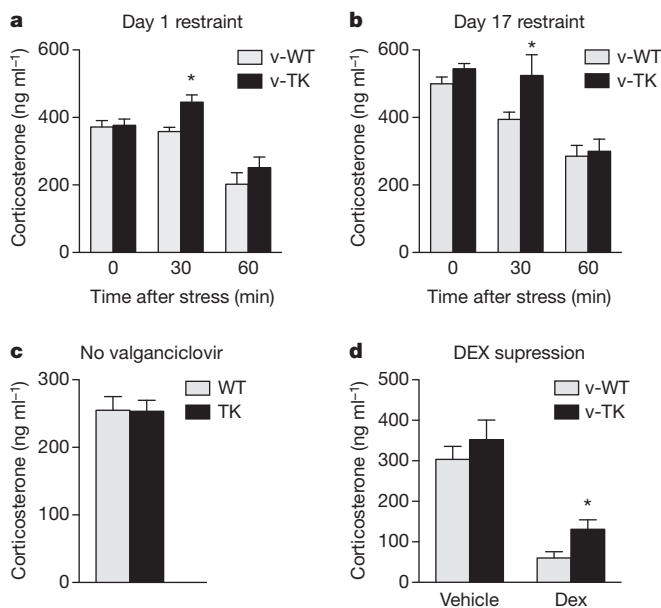 a Day 1 restraint
600
400
200
0
Corticosterone (ng ml⁻¹)
v-WT
v-TK
*
0 30 60
Time after stress (min)
b Day 17 restraint
600
400
200
0
Corticosterone (ng ml⁻¹)
v-WT
v-TK
*
0 30 60
Time after stress (min)
c No valganciclovir
300
200
100
0
Corticosterone (ng ml⁻¹)
WT
TK
d DEX supression
500
400
300
200
100
0
Corticosterone (ng ml⁻¹)
v-WT
v-TK
*
Vehicle Dex